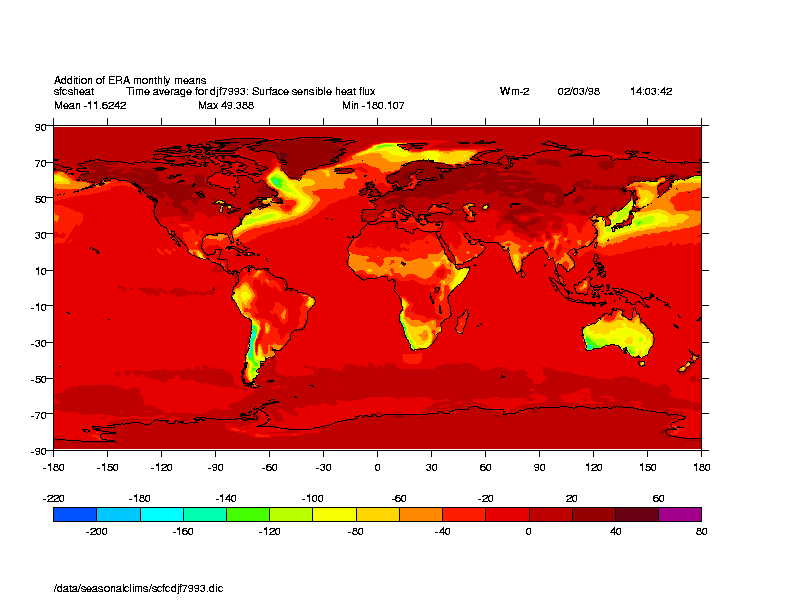 Addition of ERA monthly means
sfcsheat Time average for djf7993: Surface sensible heat flux Wm-2 02/03/98 14:03:42
Mean -11.6242 Max 49.388 Min -180.107
90
70
50
30
10
-10
-30
-50
-70
-90
-180 -150 -120 -90 -60 -30 0 30 60 90 120 150 180
-220 -180 -140 -100 -60 -20 20 60
-200 -160 -120 -80 -40 0 40 80
/data/seasonalclims/scfcdjf7993.dic